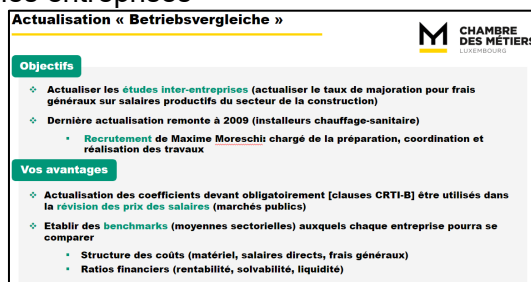 les entreprises
Actualisation « Betriebsvergleiche »
CHAMBRE
DES MÉTIERS
LUXEMBOURG
Objectifs
❖ Actualiser les études inter-entreprises (actualiser le taux de majoration pour frais
généraux sur salaires productifs du secteur de la construction)
❖ Dernière actualisation remonte à 2009 (installeurs chauffage-sanitaire)
▪ Recrutement de Maxime Moreschi: chargé de la préparation, coordination et
réalisation des travaux
Vos avantages
❖ Actualisation des coefficients devant obligatoirement [clauses CRTI-B] être utilisés dans
la révision des prix des salaires (marchés publics)
❖ Etablir des benchmarks (moyennes sectorielles) auxquels chaque entreprise pourra se
comparer
▪ Structure des coûts (matériel, salaires directs, frais généraux)
▪ Ratios financiers (rentabilité, solvabilité, liquidité)